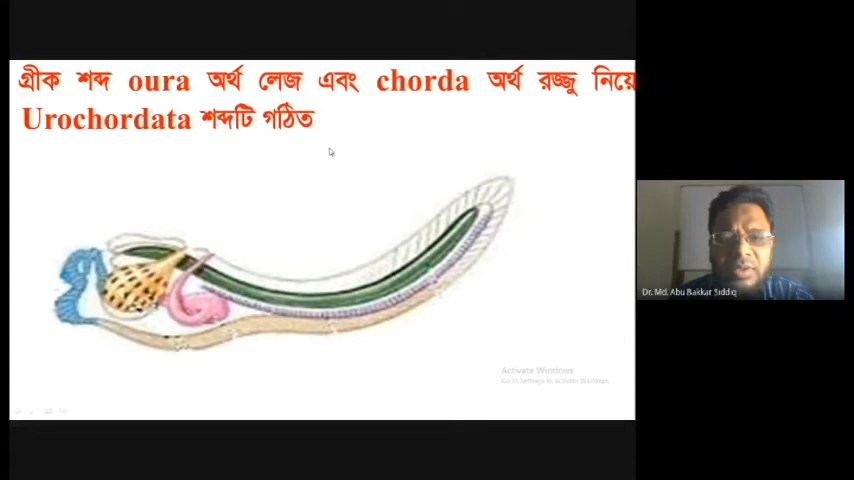 গ্রীক শব্দ oura অর্থ লেজ এবং chorda অর্থ রজ্জু নিয়ে
Urochordata শব্দটি গঠিত
Dr. Md. Abu Bakkar Siddiq
Activate Windows
Go to Settings to activate Windows.